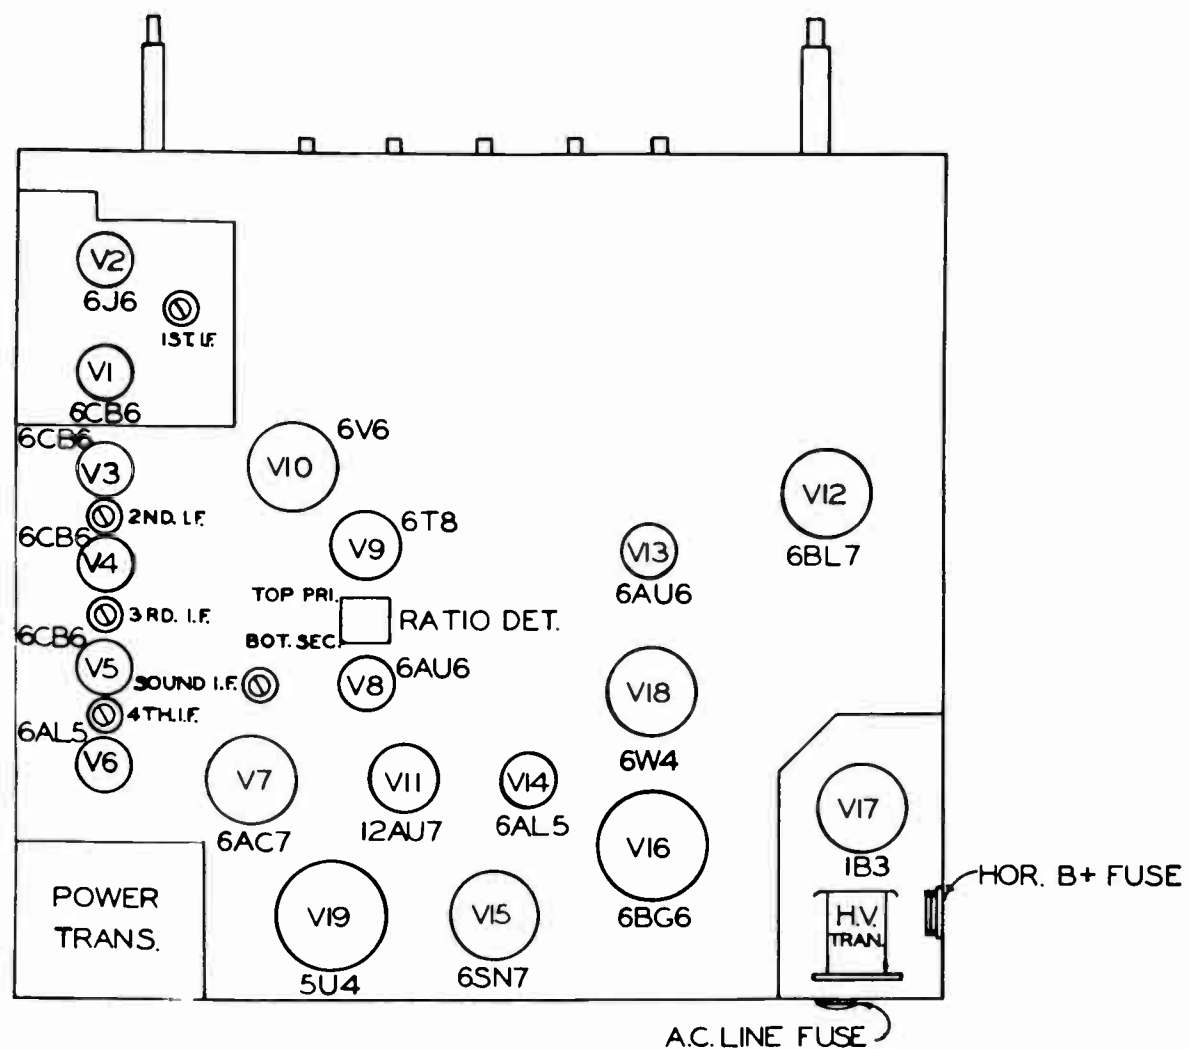 V2
6J6
1ST. I.F.
V1
6CB6
6CB6
V3
2ND. I.F.
6CB6
V4
3RD. I.F.
6CB6
V5
SOUND I.F.
4TH. I.F.
6AL5
V6
V10
6V6
6T8
V9
TOP PRI.
RATIO DET.
BOT. SEC.
6AU6
V8
V13
6AU6
V12
6BL7
V18
6W4
V7
6AC7
V11
12AU7
V14
6AL5
V16
6BG6
V17
1B3
HOR. B+ FUSE
H.V.
TRAN.
POWER
TRANS.
V19
5U4
V15
6SN7
A.C. LINE FUSE